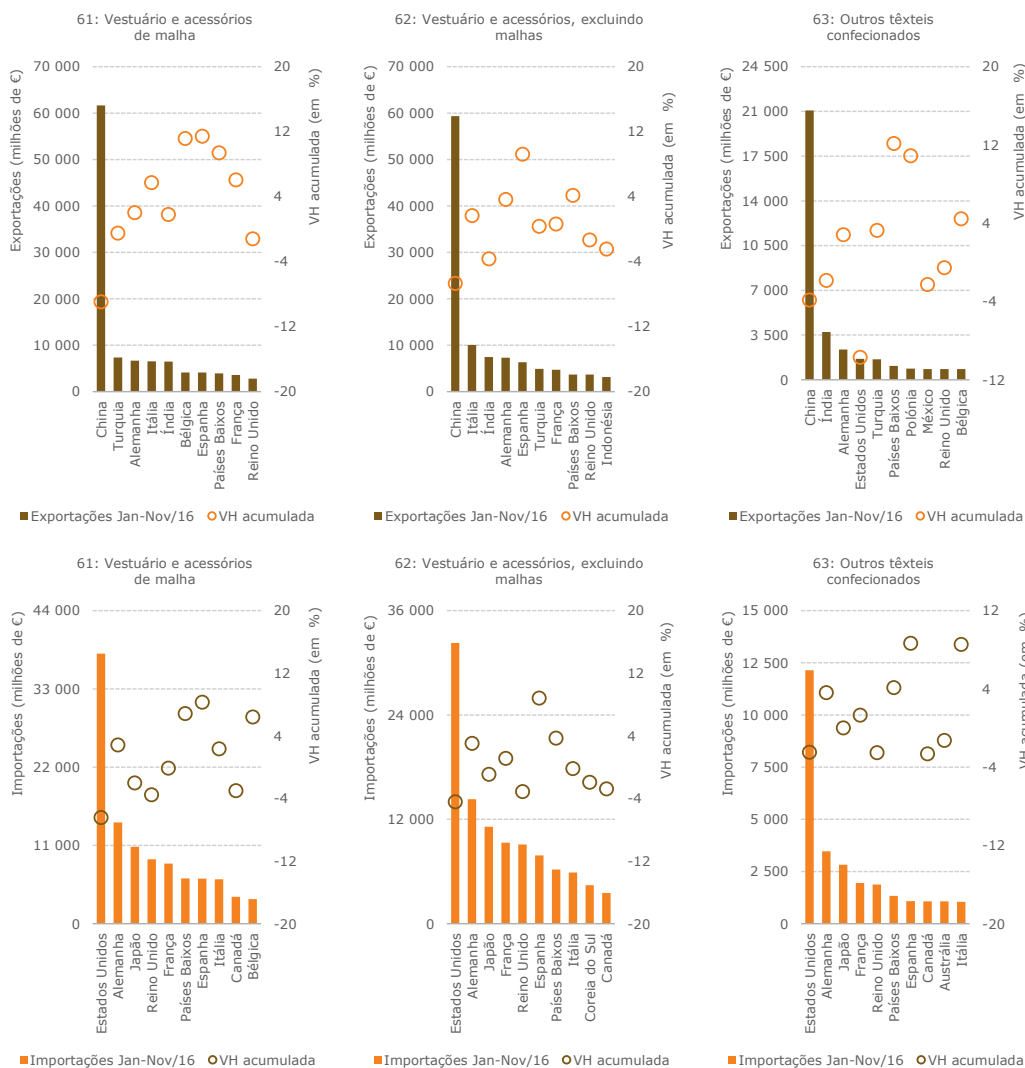 61: Vestuário e acessórios
de malha
Exportações (milhões de €)
70 000
60 000
50 000
40 000
30 000
20 000
10 000
0
20
12
4
-4
-12
-20
VH acumulada (em %)
China
Turquia
Alemanha
Itália
Índia
Bélgica
Espanha
Países Baixos
França
Reino Unido
Exportações Jan-Nov/16 VH acumulada
62: Vestuário e acessórios, excluindo
malhas
Exportações (milhões de €)
70 000
60 000
50 000
40 000
30 000
20 000
10 000
0
20
12
4
-4
-12
-20
VH acumulada (em %)
China
Itália
Índia
Alemanha
Espanha
Turquia
França
Países Baixos
Reino Unido
Indonésia
Exportações Jan-Nov/16 VH acumulada
63: Outros têxteis
confecionados
Exportações (milhões de €)
24 500
21 000
17 500
14 000
10 500
7 000
3 500
0
20
12
4
-4
-12
VH acumulada (em %)
China
Índia
Alemanha
Estados Unidos
Turquia
Países Baixos
Polónia
México
Reino Unido
Bélgica
Exportações Jan-Nov/16 VH acumulada
61: Vestuário e acessórios
de malha
Importações (milhões de €)
44 000
33 000
22 000
11 000
0
20
12
4
-4
-12
-20
VH acumulada (em %)
Estados Unidos
Alemanha
Japão
Reino Unido
França
Países Baixos
Espanha
Itália
Canadá
Bélgica
Importações Jan-Nov/16 VH acumulada
62: Vestuário e acessórios, excluindo
malhas
Importações (milhões de €)
36 000
24 000
12 000
0
20
12
4
-4
-12
-20
VH acumulada (em %)
Estados Unidos
Alemanha
Japão
França
Reino Unido
Espanha
Países Baixos
Itália
Coreia do Sul
Canadá
Importações Jan-Nov/16 VH acumulada
63: Outros têxteis
confecionados
Importações (milhões de €)
15 000
12 500
10 000
7 500
5 000
2 500
0
12
4
-4
-12
-20
VH acumulada (em %)
Estados Unidos
Alemanha
Japão
França
Reino Unido
Países Baixos
Espanha
Canadá
Austrália
Itália
Importações Jan-Nov/16 VH acumulada